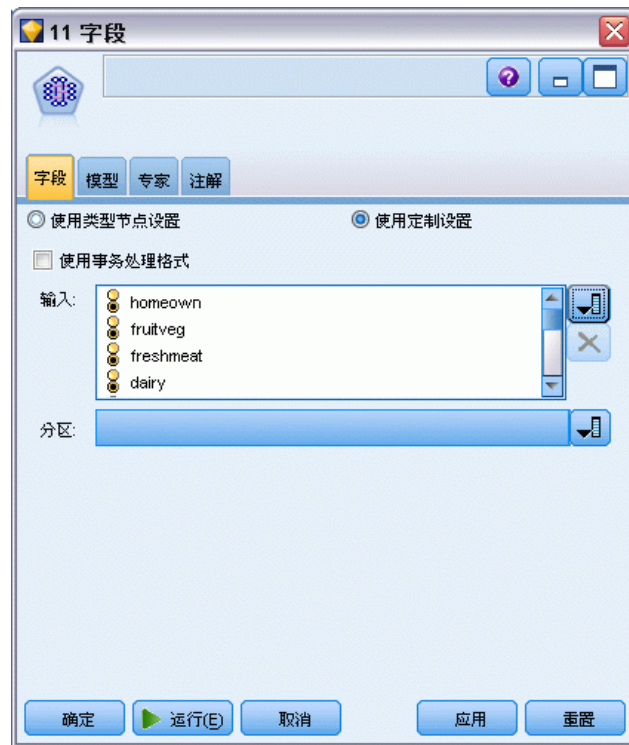 11 字段
字段 模型 专家 注解
使用类型节点设置 使用定制设置
使用事务处理格式
输入:
homeown
fruitveg
freshmeat
dairy
分区:
确定 运行(E) 取消 应用 重置